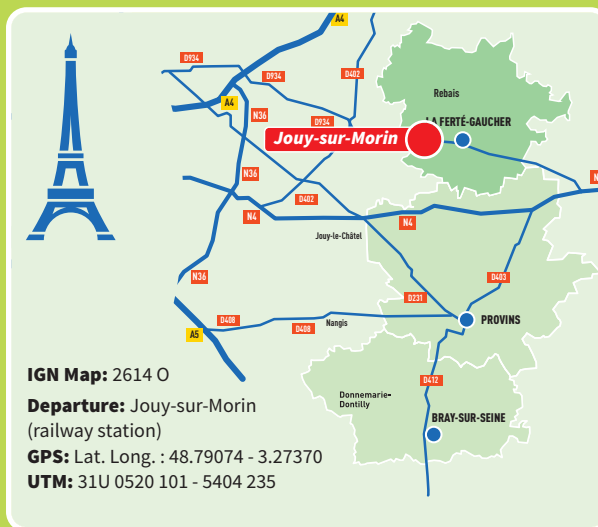 A4
D934
D934
D402
A4
Rebais
N36
D934
LA FERTÉ-GAUCHER
Jouy-sur-Morin
N36
D402
N4
N4
Jouy-le-Châtel
N36
D403
D231
D408
D408
Nangis
PROVINS
A5
D412
Donnemarie-
Dontilly
BRAY-SUR-SEINE
IGN Map: 2614 O
Departure: Jouy-sur-Morin
(railway station)
GPS: Lat. Long. : 48.79074 - 3.27370
UTM: 31U 0520 101 - 5404 235